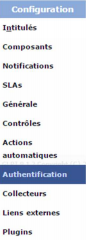 Configuration
Intitulés
Composants
Notifications
SLAs
Générale
Contrôles
Actions
automatiques
Authentification
Collecteurs
Liens externes
Plugins